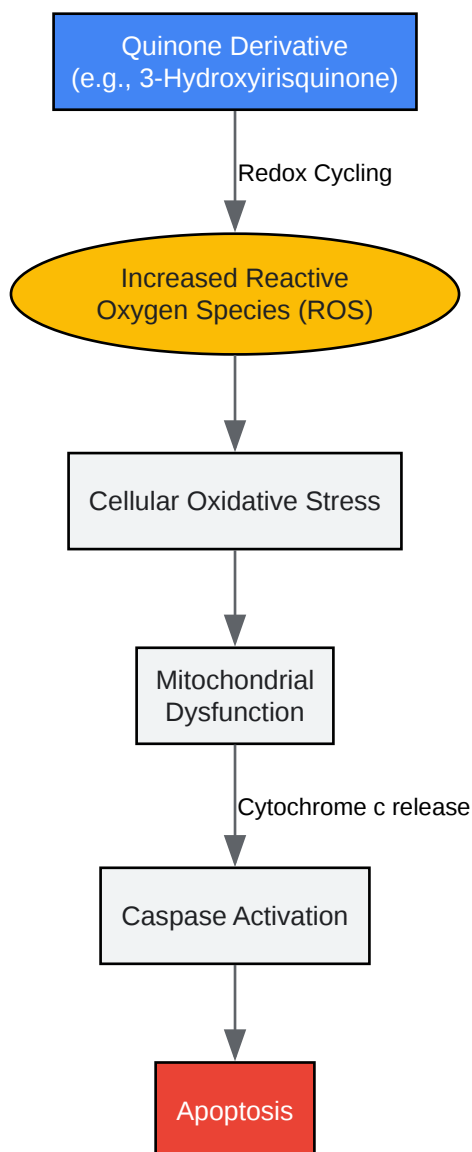 Quinone Derivative
(e.g., 3-Hydroxyirisquinone)
Redox Cycling
Increased Reactive
Oxygen Species (ROS)
Cellular Oxidative Stress
Mitochondrial
Dysfunction
Cytochrome c release
Caspase Activation
Apoptosis